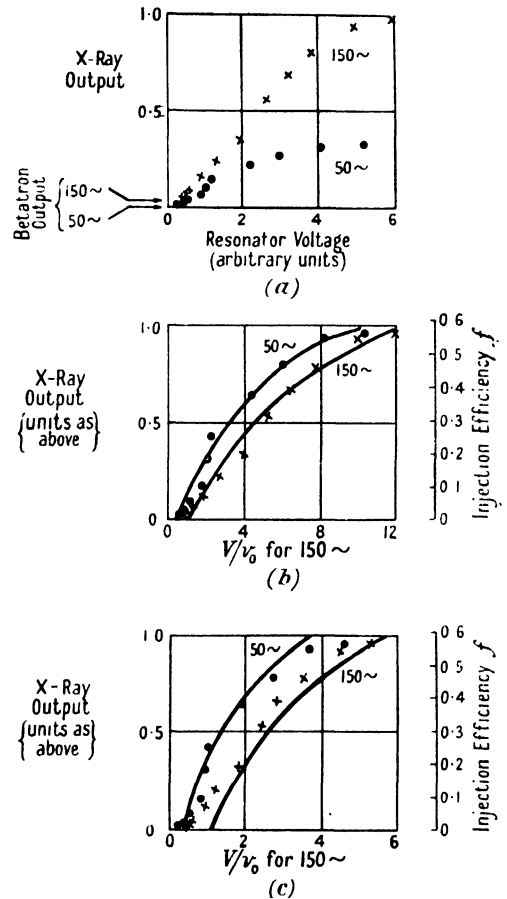 1·0
X-Ray
Output
150~
0·5
50~
Betatron
Output
150~
50~
0
0 2 4 6
Resonator Voltage
(arbitrary units)
(a)
1·0
0·6
50~
0·5
X-Ray
Output
{units as
above}
150~
0·4
0·5
0·3
0·2
0·1
0
0
Injection Efficiency f
0 4 8 12
V/v₀ for 150~
(b)
1·0
0·6
50~
0·5
X-Ray
Output
{units as
above}
150~
0·4
0·5
0·3
0·2
0·1
0
0
Injection Efficiency f
0 2 4 6
V/v₀ for 150~
(c)